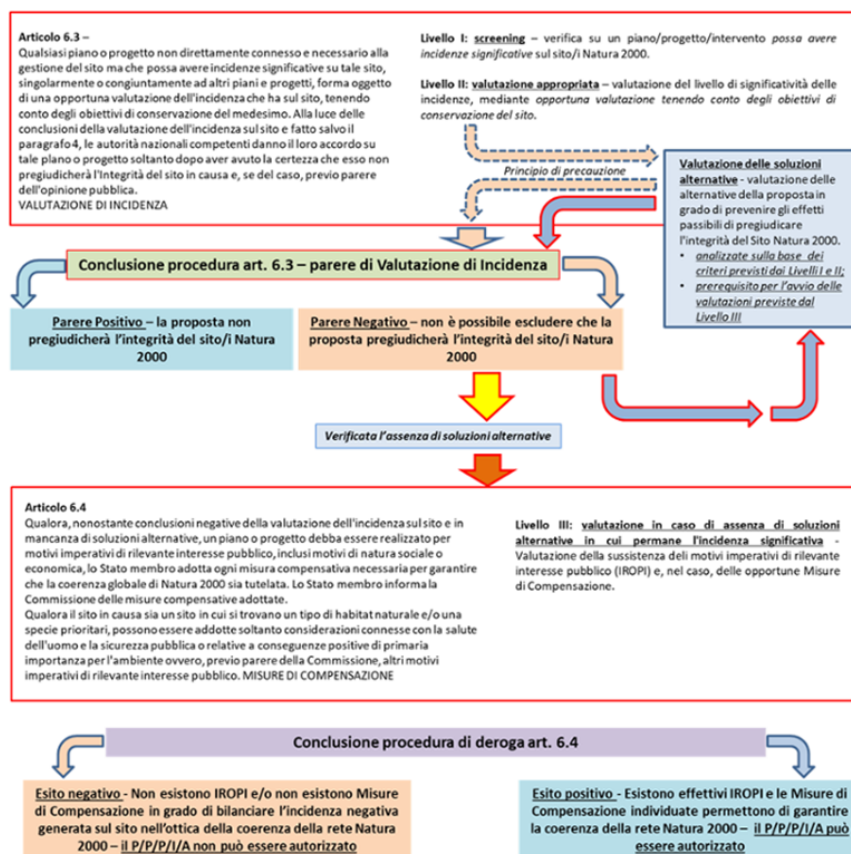 Articolo 6.3 –
Qualsiasi piano o progetto non direttamente connesso e necessario alla
gestione del sito ma che possa avere incidenze significative su tale sito,
singolarmente o congiuntamente ad altri piani e progetti, forma oggetto
di una opportuna valutazione dell'incidenza che ha sul sito, tenendo
conto degli obiettivi di conservazione del medesimo. Alla luce delle
conclusioni della valutazione dell'incidenza sul sito e fatto salvo il
paragrafo 4, le autorità nazionali competenti danno il loro accordo su
tale piano o progetto soltanto dopo aver avuto la certezza che esso non
pregiudicherà l'Integrità del sito in causa e, se del caso, previo parere
dell'opinione pubblica.
VALUTAZIONE DI INCIDENZA
Livello I: screening – verifica su un piano/progetto/intervento possa avere
incidenze significative sul sito/i Natura 2000.
Livello II: valutazione appropriata – valutazione del livello di significatività delle
incidenze, mediante opportuna valutazione tenendo conto degli obiettivi di
conservazione del sito.
Principio di precauzione
Valutazione delle soluzioni
alternative - valutazione delle
alternative della proposta in
grado di prevenire gli effetti
passibili di pregiudicare
l'integrità del Sito Natura 2000.
• analizzate sulla base dei
criteri previsti dai Livelli I e II;
• prerequisito per l'avvio delle
valutazioni previste dal
Livello III
Conclusione procedura art. 6.3 – parere di Valutazione di Incidenza
Parere Positivo – la proposta non
pregiudicherà l'integrità del sito/i Natura
2000
Parere Negativo – non è possibile escludere che la
proposta pregiudicherà l'integrità del sito/i Natura
2000
Verificata l'assenza di soluzioni alternative
Articolo 6.4
Qualora, nonostante conclusioni negative della valutazione dell'incidenza sul sito e in
mancanza di soluzioni alternative, un piano o progetto debba essere realizzato per
motivi imperativi di rilevante interesse pubblico, inclusi motivi di natura sociale o
economica, lo Stato membro adotta ogni misura compensativa necessaria per garantire
che la coerenza globale di Natura 2000 sia tutelata. Lo Stato membro informa la
Commissione delle misure compensative adottate.
Qualora il sito in causa sia un sito in cui si trovano un tipo di habitat naturale e/o una
specie prioritari, possono essere addotte soltanto considerazioni connesse con la salute
dell'uomo e la sicurezza pubblica o relative a conseguenze positive di primaria
importanza per l'ambiente ovvero, previo parere della Commissione, altri motivi
imperativi di rilevante interesse pubblico. MISURE DI COMPENSAZIONE
Livello III: valutazione in caso di assenza di soluzioni
alternative in cui permane l'incidenza significativa -
Valutazione della sussistenza deli motivi imperativi di rilevante
interesse pubblico (IROPI) e, nel caso, delle opportune Misure
di Compensazione.
Conclusione procedura di deroga art. 6.4
Esito negativo - Non esistono IROPI e/o non esistono Misure
di Compensazione in grado di bilanciare l'incidenza negativa
generata sul sito nell'ottica della coerenza della rete Natura
2000 – il P/P/P/I/A non può essere autorizzato
Esito positivo - Esistono effettivi IROPI e le Misure di
Compensazione individuate permettono di garantire
la coerenza della rete Natura 2000 – il P/P/P/I/A può
essere autorizzato